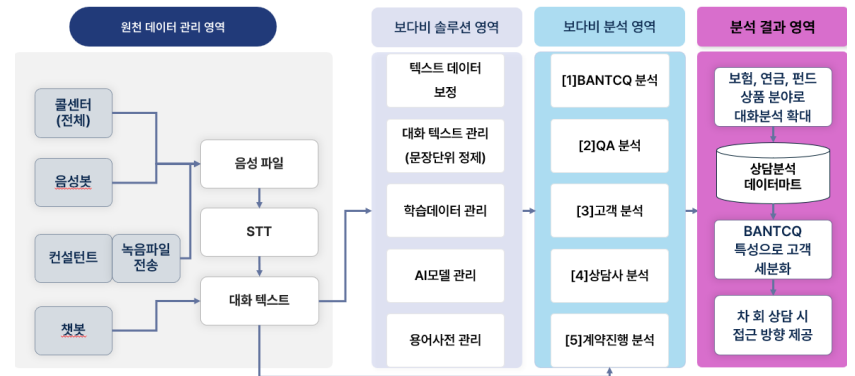 원천 데이터 관리 영역
콜센터
(전체)
음성봇
컨설턴트
녹음파일
전송
챗봇
음성 파일
STT
대화 텍스트
보다비 솔루션 영역
텍스트 데이터
보정
대화 텍스트 관리
(문장단위 정제)
학습데이터 관리
AI모델 관리
용어사전 관리
보다비 분석 영역
[1]BANTCQ 분석
[2]QA 분석
[3]고객 분석
[4]상담사 분석
[5]계약진행 분석
분석 결과 영역
보험, 연금, 펀드
상품 분야로
대화분석 확대
상담분석
데이터마트
BANTCQ
특성으로 고객
세분화
차 회 상담 시
접근 방향 제공